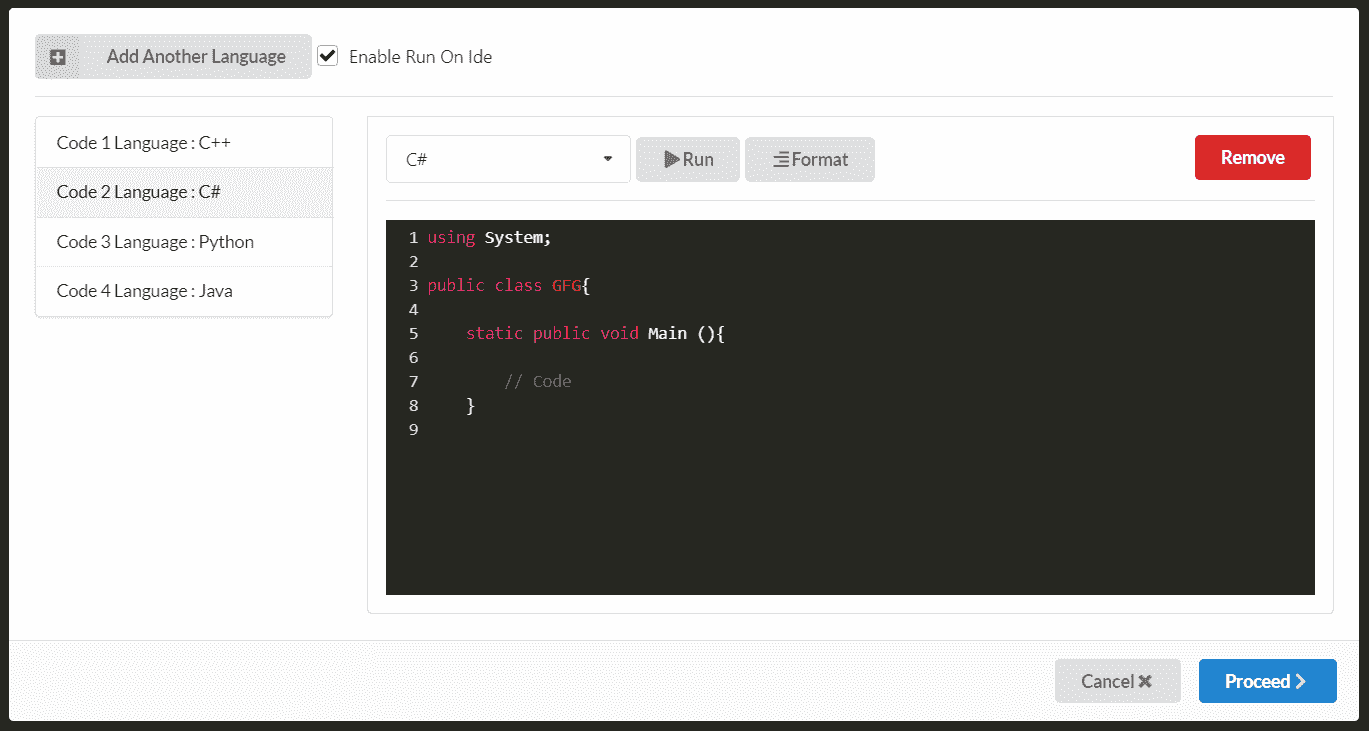 Add Another Language Enable Run On Ide
Code 1 Language : C++
Code 2 Language : C#
Code 3 Language : Python
Code 4 Language : Java
C# Run Format Remove
1 using System;
2
3 public class GFG{
4
5     static public void Main (){
6
7         // Code
8     }
9
Cancel Proceed